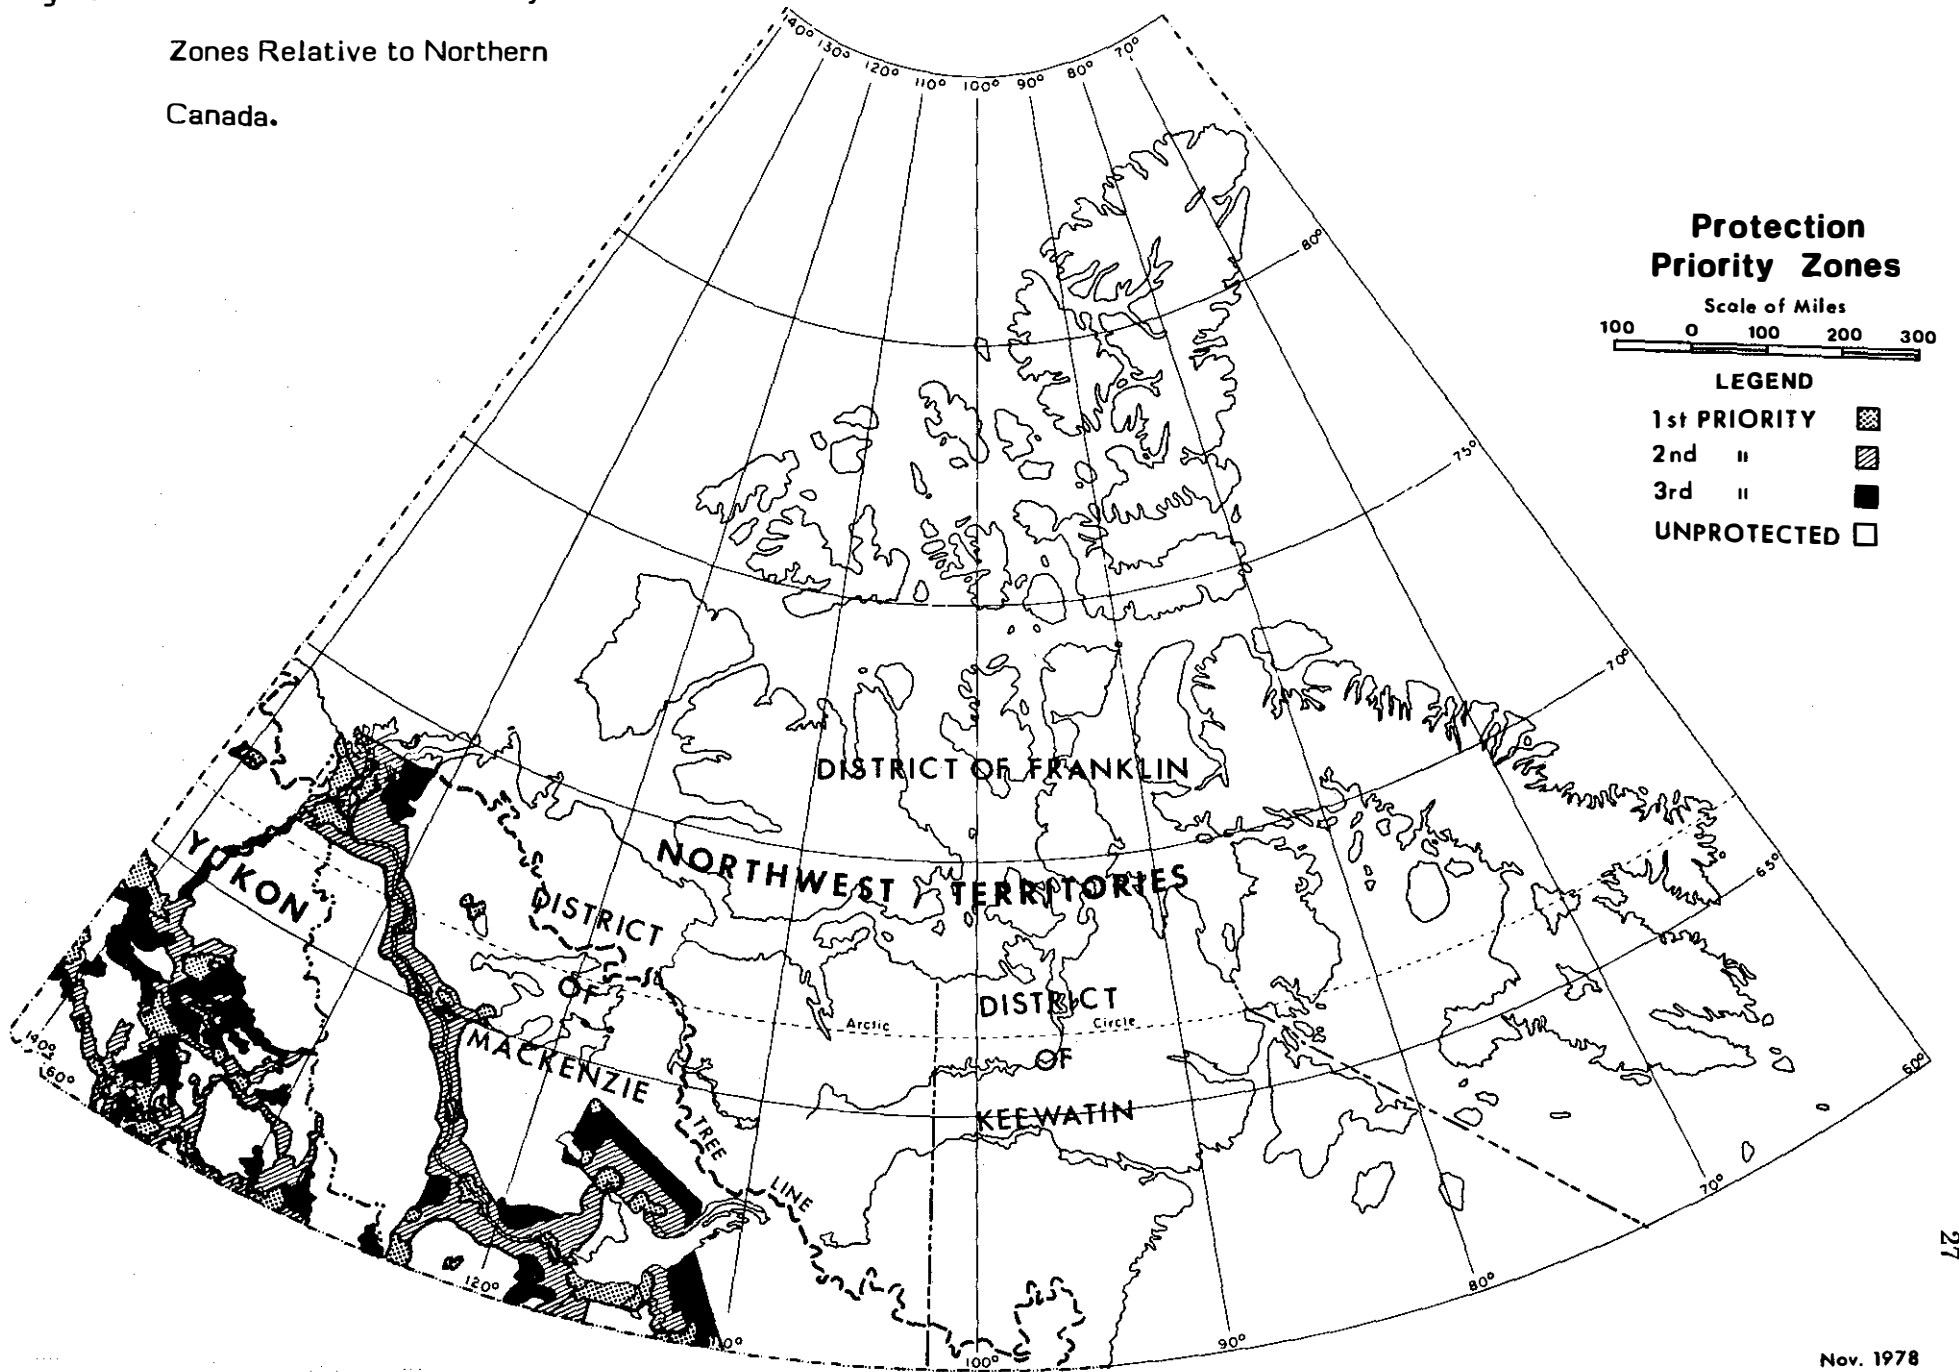 Zones Relative to Northern
Canada.
140° 130° 120° 110° 100° 90° 80° 70°
80°
75°
70°
65°
60°
Protection
Priority Zones
Scale of Miles
100 0 100 200 300
LEGEND
1st PRIORITY
2nd "
3rd "
UNPROTECTED
DISTRICT OF FRANKLIN
NORTHWEST TERRITORIES
YUKON
DISTRICT
OF
MACKENZIE
DISTRICT
OF
KEEWATIN
Arctic Circle
TREE LINE
140°
60°
120°
110°
100°
90°
80°
70°
27
Nov. 1978